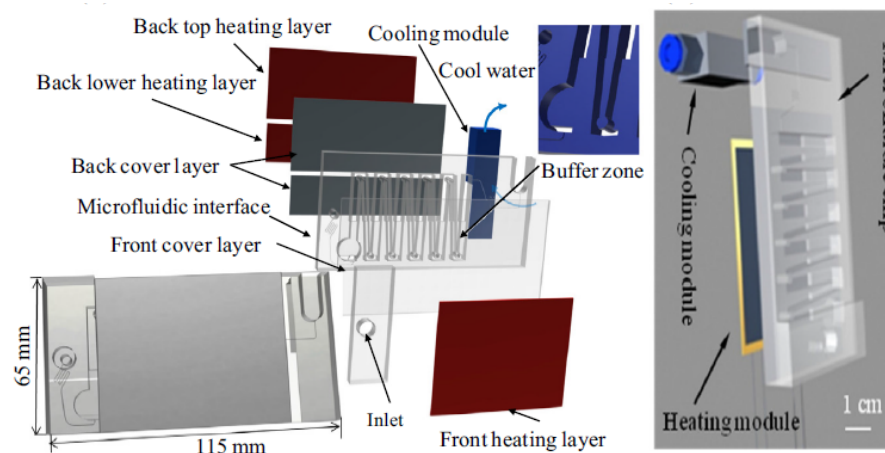 Back top heating layer
Cooling module
Cool water
Back lower heating layer
Back cover layer
Buffer zone
Microfluidic interface
Front cover layer
65 mm
115 mm
Inlet
Front heating layer
Cooling module
Heating module
1 cm